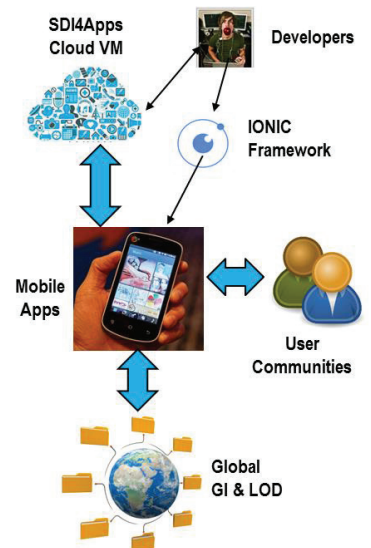 SDI4Apps
Cloud VM
Developers
IONIC
Framework
Mobile
Apps
User
Communities
Global
GI & LOD